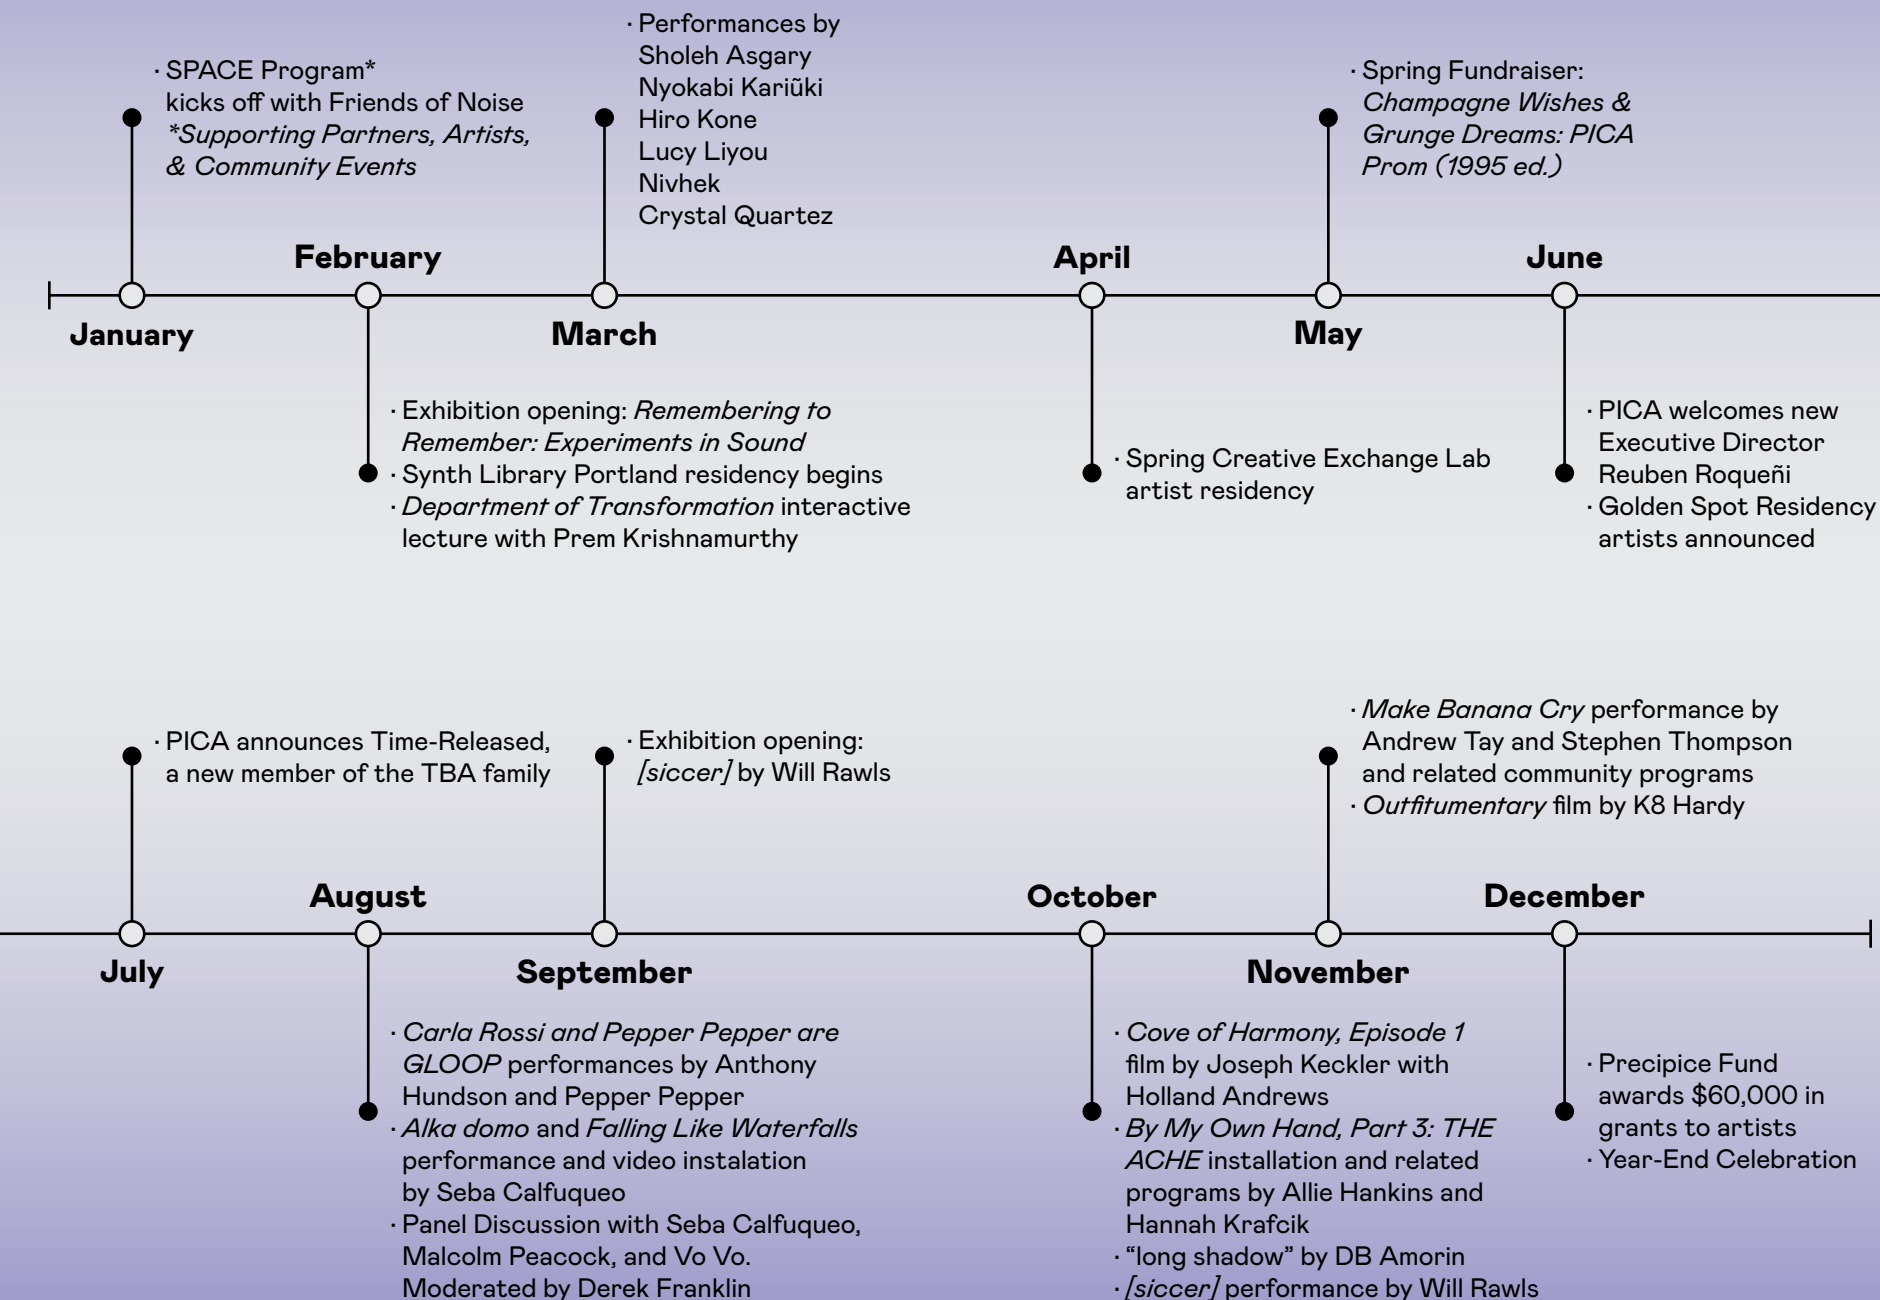 January
· SPACE Program*
kicks off with Friends of Noise
*Supporting Partners, Artists,
& Community Events
February
· Exhibition opening: Remembering to
Remember: Experiments in Sound
· Synth Library Portland residency begins
· Department of Transformation interactive
lecture with Prem Krishnamurthy
March
· Performances by
Sholeh Asgary
Nyokabi Kariũki
Hiro Kone
Lucy Liyou
Nivhek
Crystal Quartez
April
· Spring Creative Exchange Lab
artist residency
May
· Spring Fundraiser:
Champagne Wishes &
Grunge Dreams: PICA
Prom (1995 ed.)
June
· PICA welcomes new
Executive Director
Reuben Roqueñi
· Golden Spot Residency
artists announced
July
· PICA announces Time-Released,
a new member of the TBA family
August
· Carla Rossi and Pepper Pepper are
GLOOP performances by Anthony
Hundson and Pepper Pepper
· Alka domo and Falling Like Waterfalls
performance and video instalation
by Seba Calfuqueo
· Panel Discussion with Seba Calfuqueo,
Malcolm Peacock, and Vo Vo.
Moderated by Derek Franklin
September
· Exhibition opening:
[siccer] by Will Rawls
October
· Cove of Harmony, Episode 1
film by Joseph Keckler with
Holland Andrews
· By My Own Hand, Part 3: THE
ACHE installation and related
programs by Allie Hankins and
Hannah Krafcik
· “long shadow” by DB Amorin
· [siccer] performance by Will Rawls
November
· Make Banana Cry performance by
Andrew Tay and Stephen Thompson
and related community programs
· Outfitumentary film by K8 Hardy
December
· Precipice Fund
awards $60,000 in
grants to artists
· Year-End Celebration